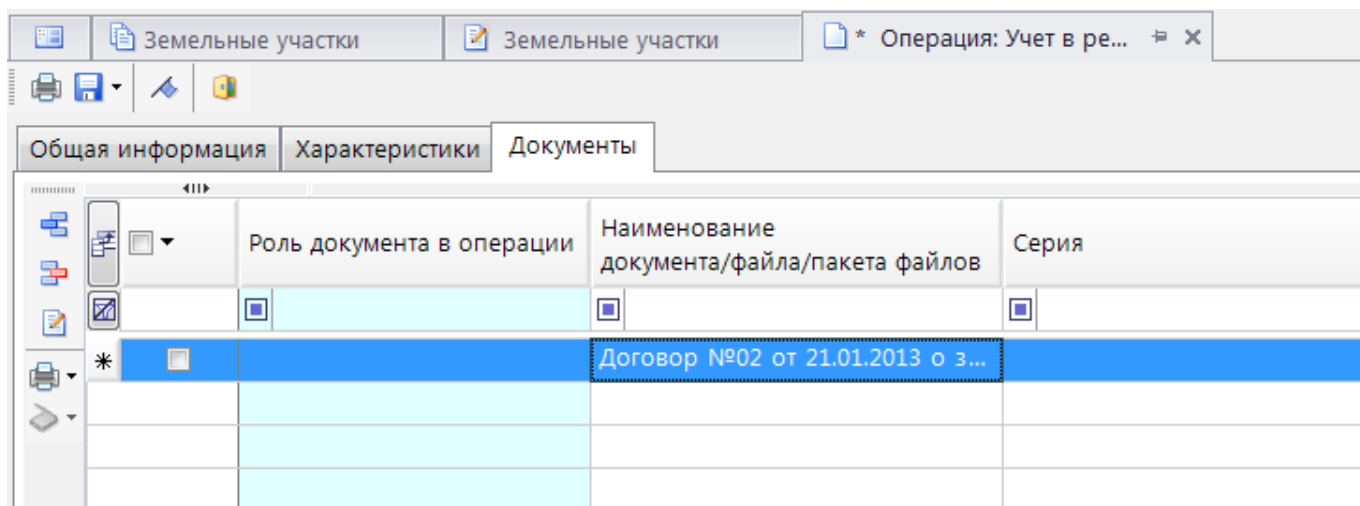 Земельные участки
Земельные участки
* Операция: Учет в ре...
Общая информация
Характеристики
Документы
Роль документа в операции
Наименование
документа/файла/пакета файлов
Серия
Договор №02 от 21.01.2013 о з...